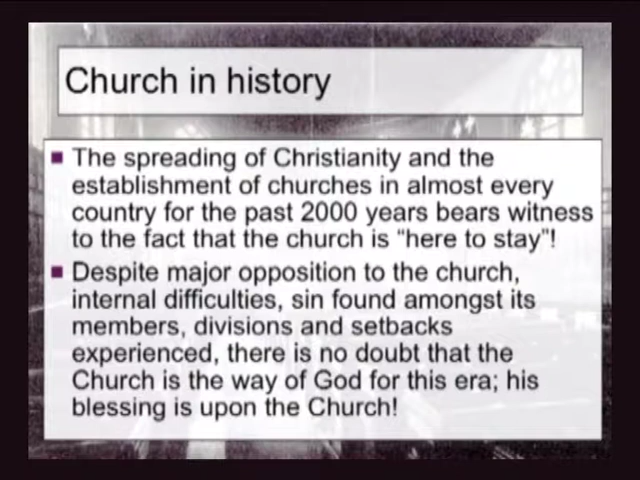 Church in history
The spreading of Christianity and the
establishment of churches in almost every
country for the past 2000 years bears witness
to the fact that the church is “here to stay”!
Despite major opposition to the church,
internal difficulties, sin found amongst its
members, divisions and setbacks
experienced, there is no doubt that the
Church is the way of God for this era; his
blessing is upon the Church!